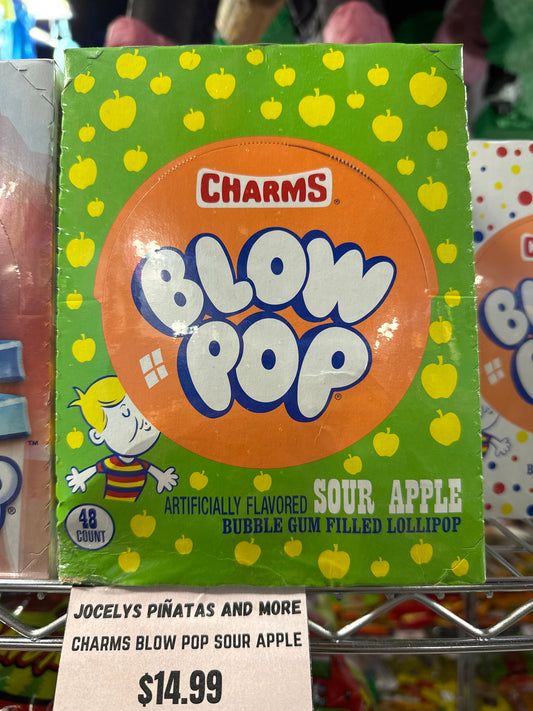 CHARMS®
BLOW
POP®
ARTIFICIALLY FLAVORED SOUR APPLE
BUBBLE GUM FILLED LOLLIPOP
48
COUNT
TM
®
JOCELYS PIÑATAS AND MORE
CHARMS BLOW POP SOUR APPLE
$14.99